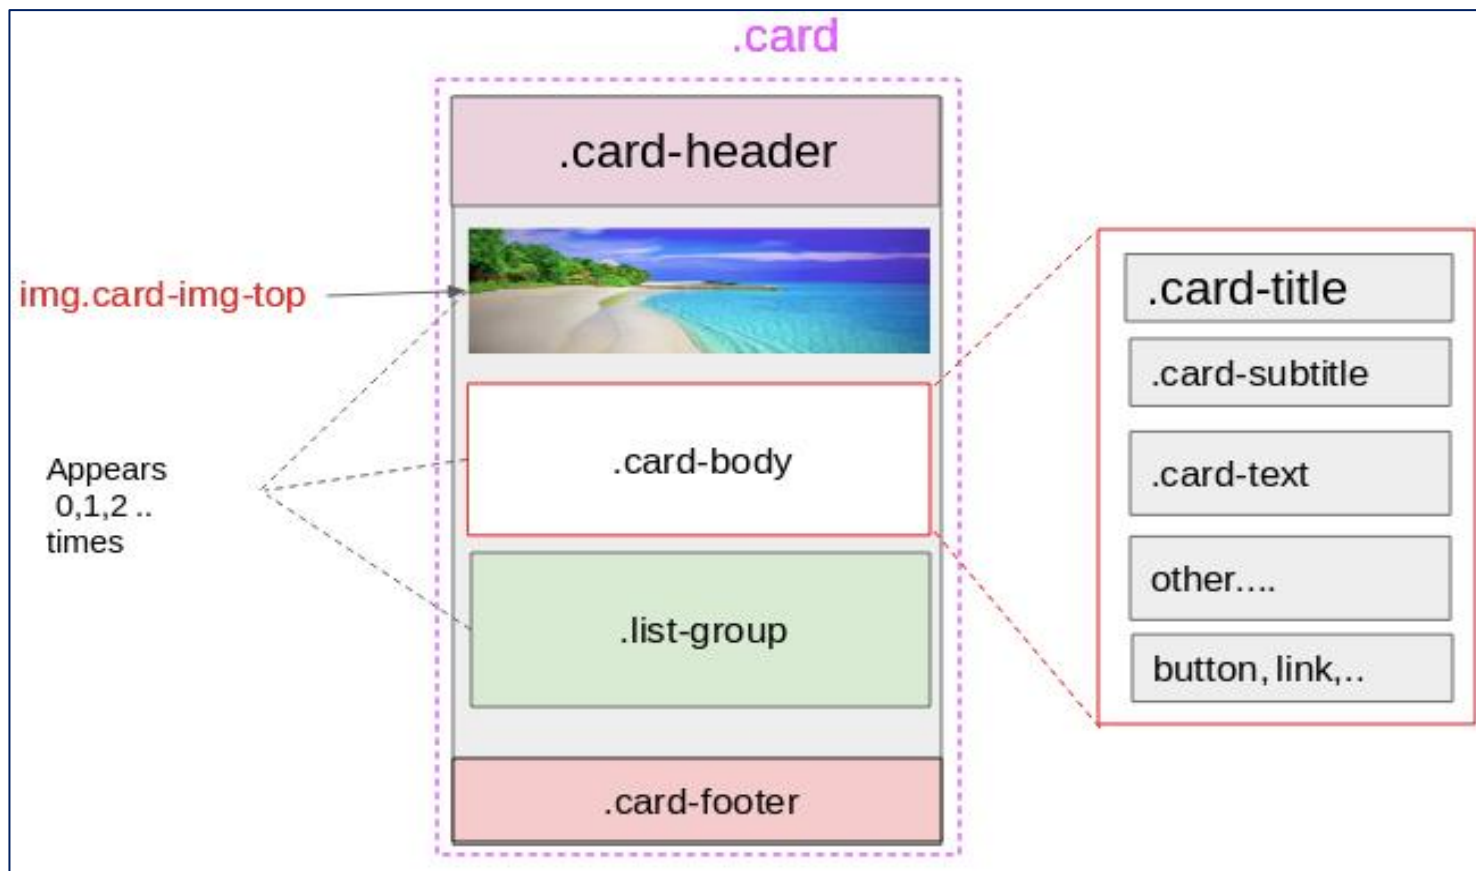 .card
.card-header
img.card-img-top
.card-body
Appears
0,1,2 ..
times
.list-group
.card-footer
.card-title
.card-subtitle
.card-text
other....
button, link,..